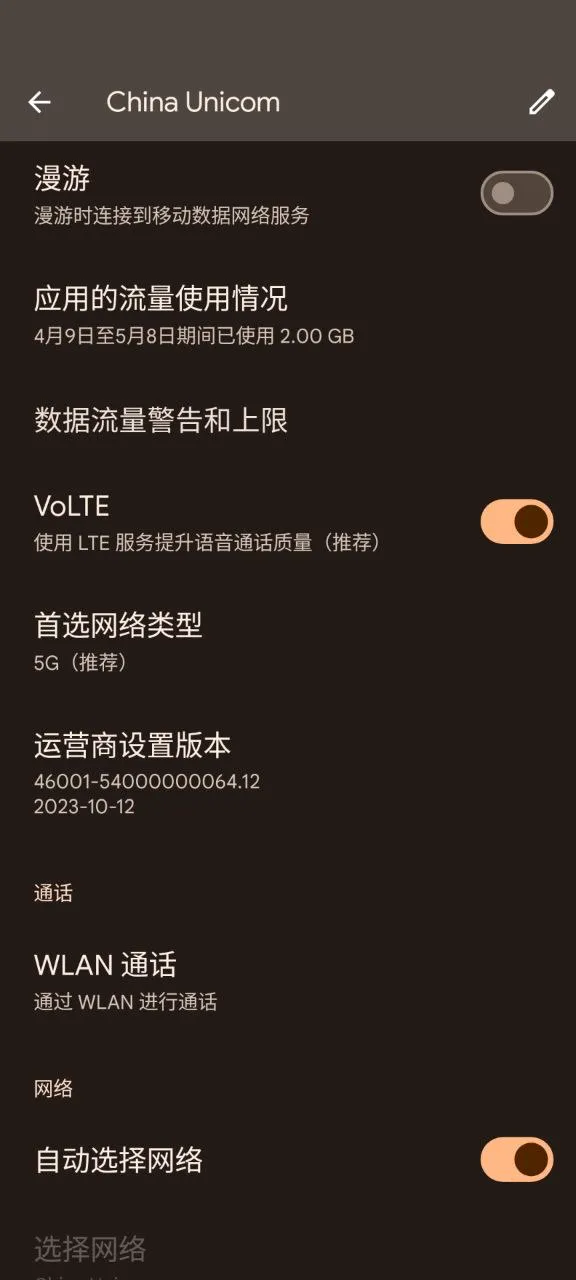 China Unicom
漫游
漫游时连接到移动数据网络服务
应用的流量使用情况
4月9日至5月8日期间已使用 2.00 GB
数据流量警告和上限
VoLTE
使用 LTE 服务提升语音通话质量（推荐）
首选网络类型
5G（推荐）
运营商设置版本
46001-54000000064.12
2023-10-12
通话
WLAN 通话
通过 WLAN 进行通话
网络
自动选择网络
选择网络